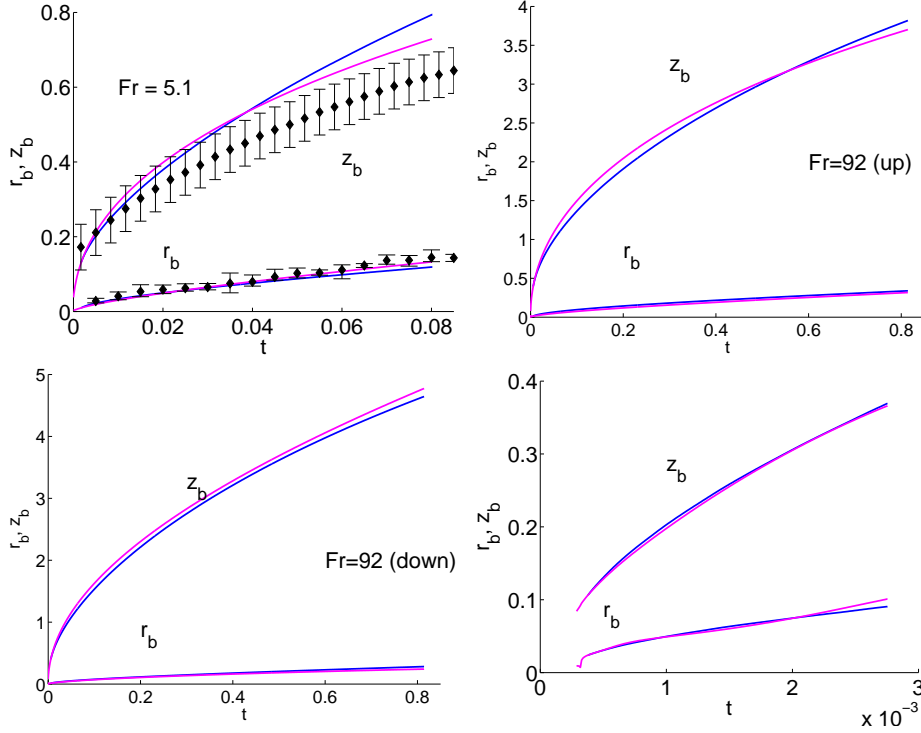 0.8
0.6
0.4
0.2
0
r_b, z_b
Fr = 5.1
z_b
r_b
0 0.02 0.04 0.06 0.08
t
4
3.5
3
2.5
2
1.5
1
0.5
0
r_b, z_b
z_b
Fr=92 (up)
r_b
0 0.2 0.4 0.6 0.8
t
5
4
3
2
1
0
r_b, z_b
z_b
Fr=92 (down)
r_b
0 0.2 0.4 0.6 0.8
t
0.4
0.3
0.2
0.1
0
r_b, z_b
z_b
r_b
0 1 2 3
t
x 10^-3